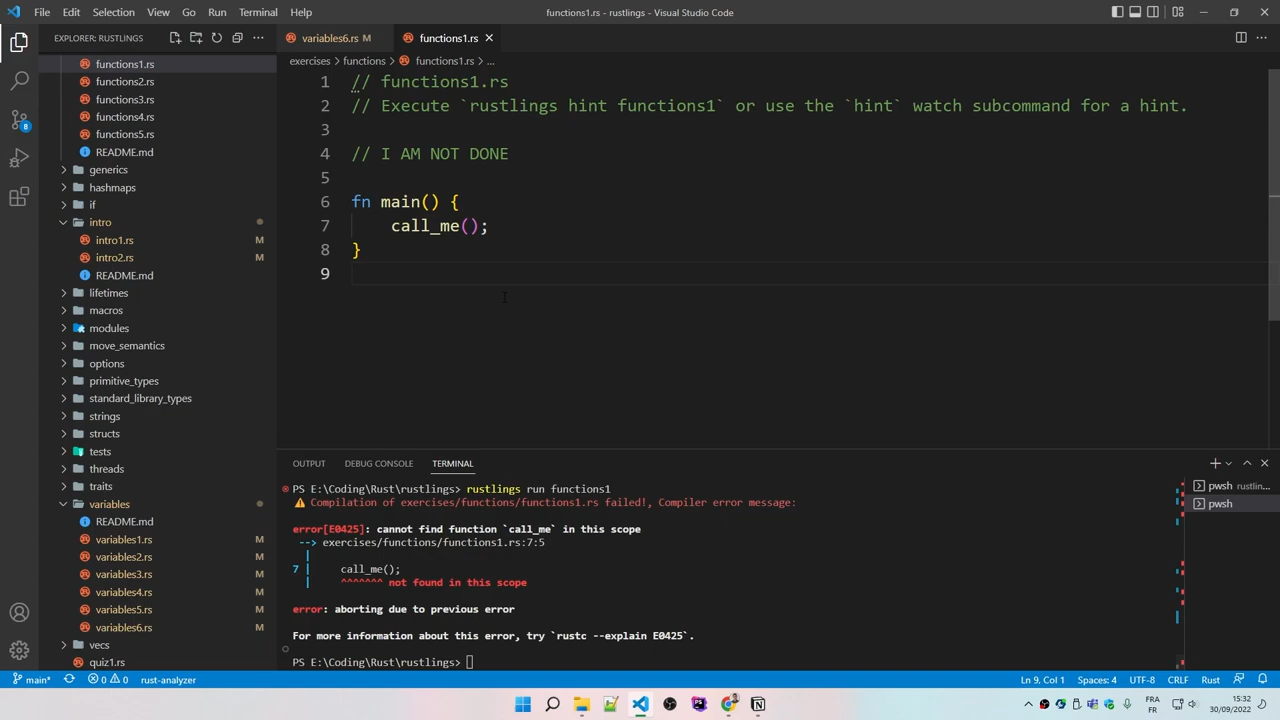 File Edit Selection View Go Run Terminal Help
functions1.rs - rustlings - Visual Studio Code
EXPLORER: RUSTLINGS
variables6.rs M
functions1.rs
exercises > functions > functions1.rs > ...
functions1.rs
functions2.rs
functions3.rs
functions4.rs
functions5.rs
README.md
generics
hashmaps
if
intro
intro1.rs M
intro2.rs M
README.md
lifetimes
macros
modules
move_semantics
options
primitive_types
standard_library_types
strings
structs
tests
threads
traits
variables
README.md
variables1.rs M
variables2.rs M
variables3.rs M
variables4.rs M
variables5.rs M
variables6.rs M
vecs
quiz1.rs
8
1 // functions1.rs
2 // Execute `rustlings hint functions1` or use the `hint` watch subcommand for a hint.
3
4 // I AM NOT DONE
5
6 fn main() {
7 call_me();
8 }
9
OUTPUT DEBUG CONSOLE TERMINAL
PS E:\Coding\Rust\rustlings> rustlings run functions1
Compilation of exercises/functions/functions1.rs failed!, Compiler error message:
error[E0425]: cannot find function `call_me` in this scope
--> exercises/functions/functions1.rs:7:5
|
7 | call_me();
| ^^^^^^^ not found in this scope
error: aborting due to previous error
For more information about this error, try `rustc --explain E0425`.
PS E:\Coding\Rust\rustlings>
pwsh rustlin...
pwsh
main* 0 0 rust-analyzer
Ln 9, Col 1 Spaces: 4 UTF-8 CRLF Rust
FRA
FR
15:32
30/09/2022